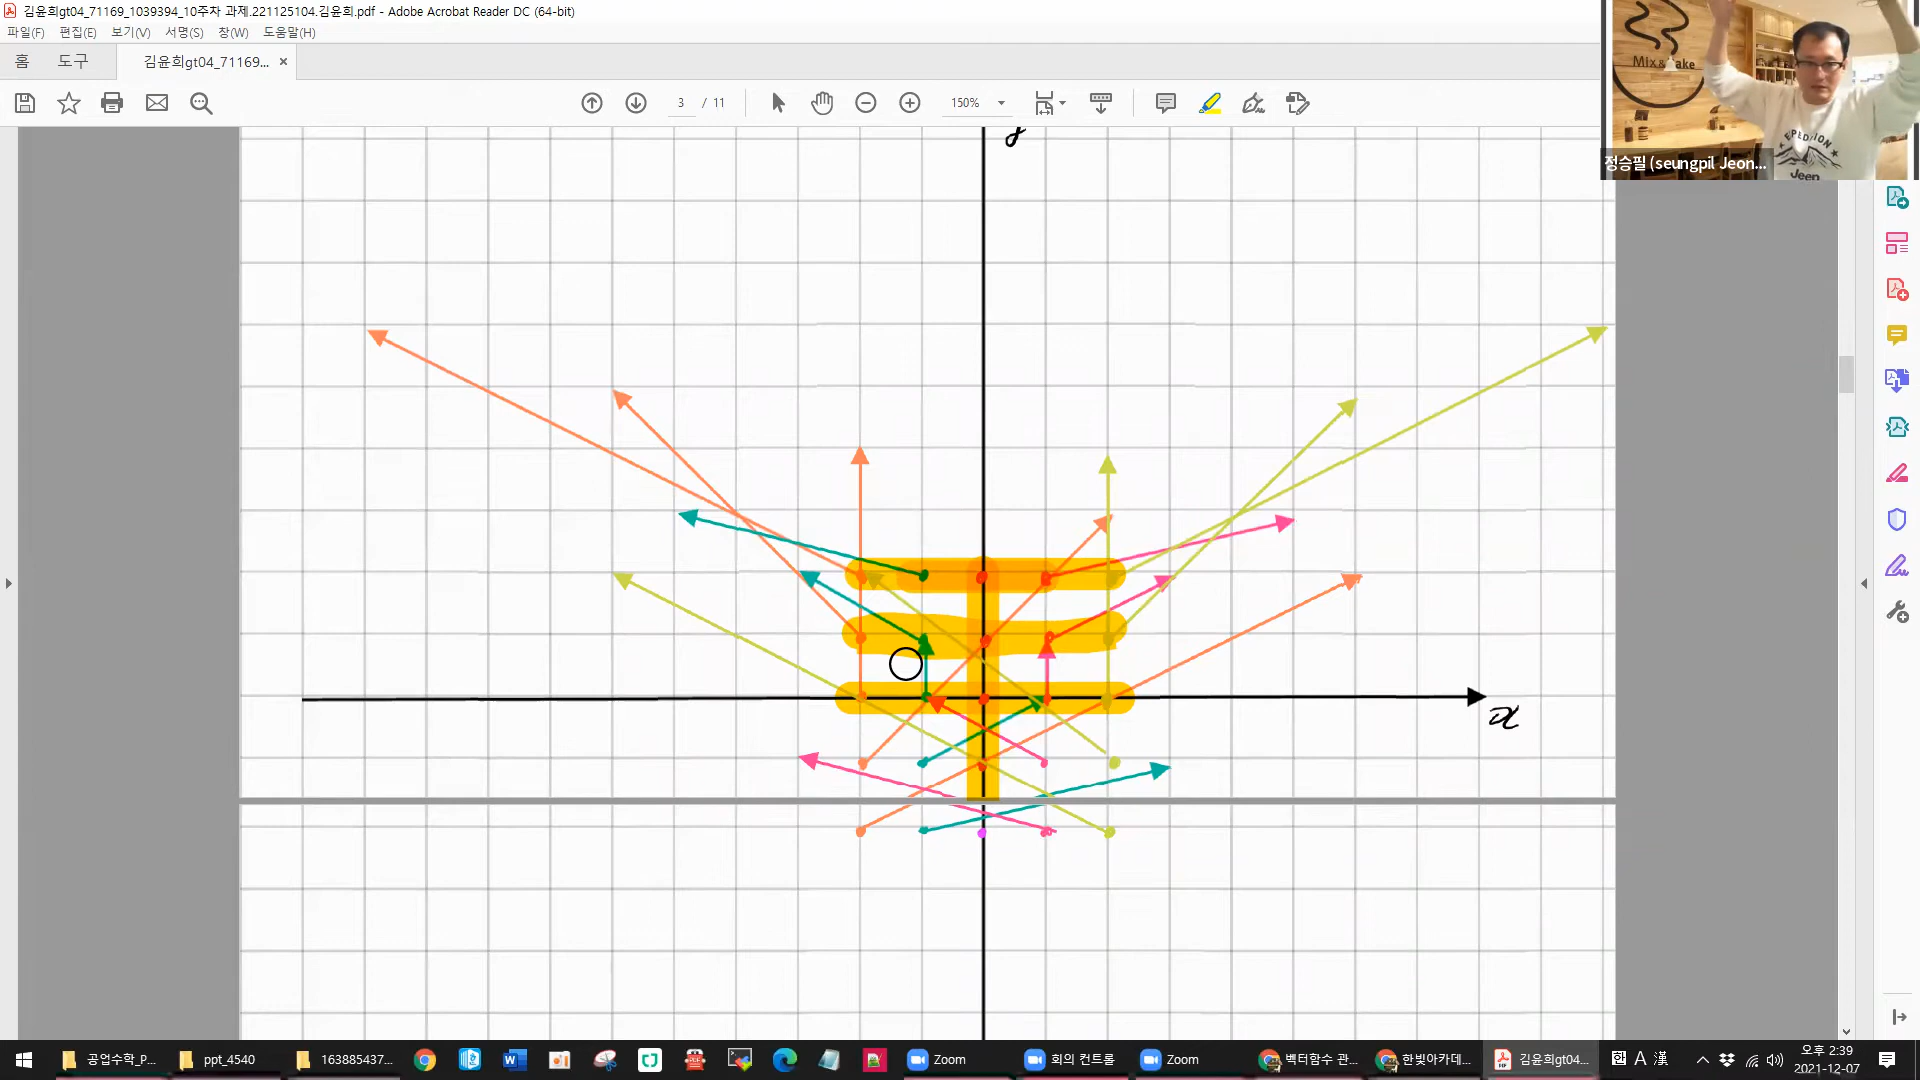 김윤희gt04_71169_1039394_10주차 과제.221125104.김윤희.pdf - Adobe Acrobat Reader DC (64-bit)
파일(F) 편집(E) 보기(V) 서명(S) 창(W) 도움말(H)
홈 도구 김윤희gt04_71169... ×
3 / 11 150%
Mix&
EXPEDITION
Jeep
정승필 (seungpil Jeon...
y
x
공업수학_P... ppt_4540 163885437... Zoom 회의 컨트롤 Zoom 벡터함수 관... 한빛아카데... 김윤희gt04... 한 A 漢 오후 2:39
2021-12-07